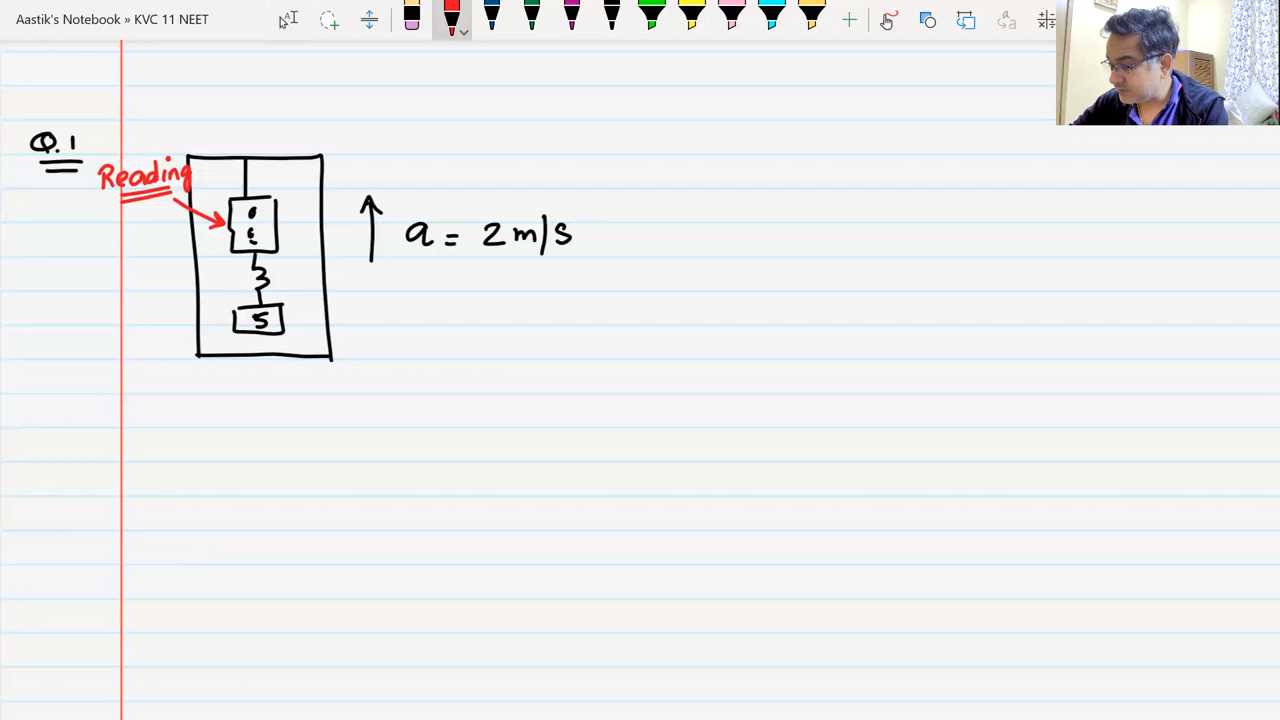 Aastik's Notebook » KVC 11 NEET
Q. 1
Reading
a = 2 m/s
5